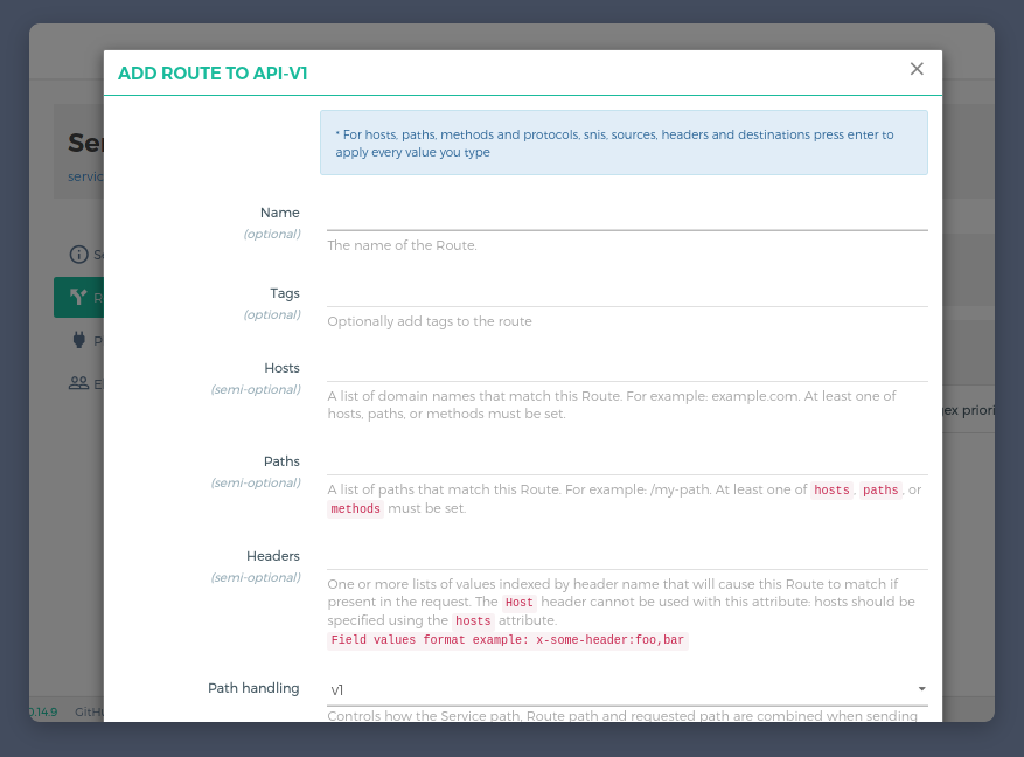 ADD ROUTE TO API-V1
* For hosts, paths, methods and protocols, snis, sources, headers and destinations press enter to
apply every value you type
Name
(optional)
The name of the Route.
Tags
(optional)
Optionally add tags to the route
Hosts
(semi-optional)
A list of domain names that match this Route. For example: example.com. At least one of
hosts, paths, or methods must be set.
Paths
(semi-optional)
A list of paths that match this Route. For example: /my-path. At least one of hosts, paths, or
methods must be set.
Headers
(semi-optional)
One or more lists of values indexed by header name that will cause this Route to match if
present in the request. The Host header cannot be used with this attribute: hosts should be
specified using the hosts attribute.
Field values format example: x-some-header:foo,bar
Path handling
v1
Controls how the Service path, Route path and requested path are combined when sending
Ser
servic
0.14.9 GitHu
gex priori